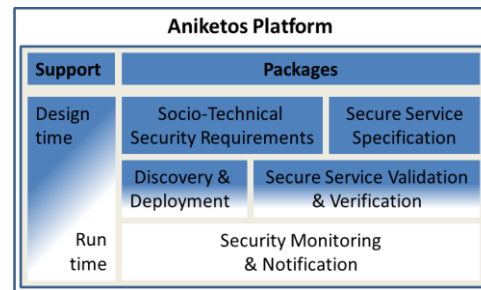 Aniketos Platform
Support
Packages
Design
time
Socio-Technical
Security Requirements
Secure Service
Specification
Discovery &
Deployment
Secure Service Validation
& Verification
Run
time
Security Monitoring
& Notification